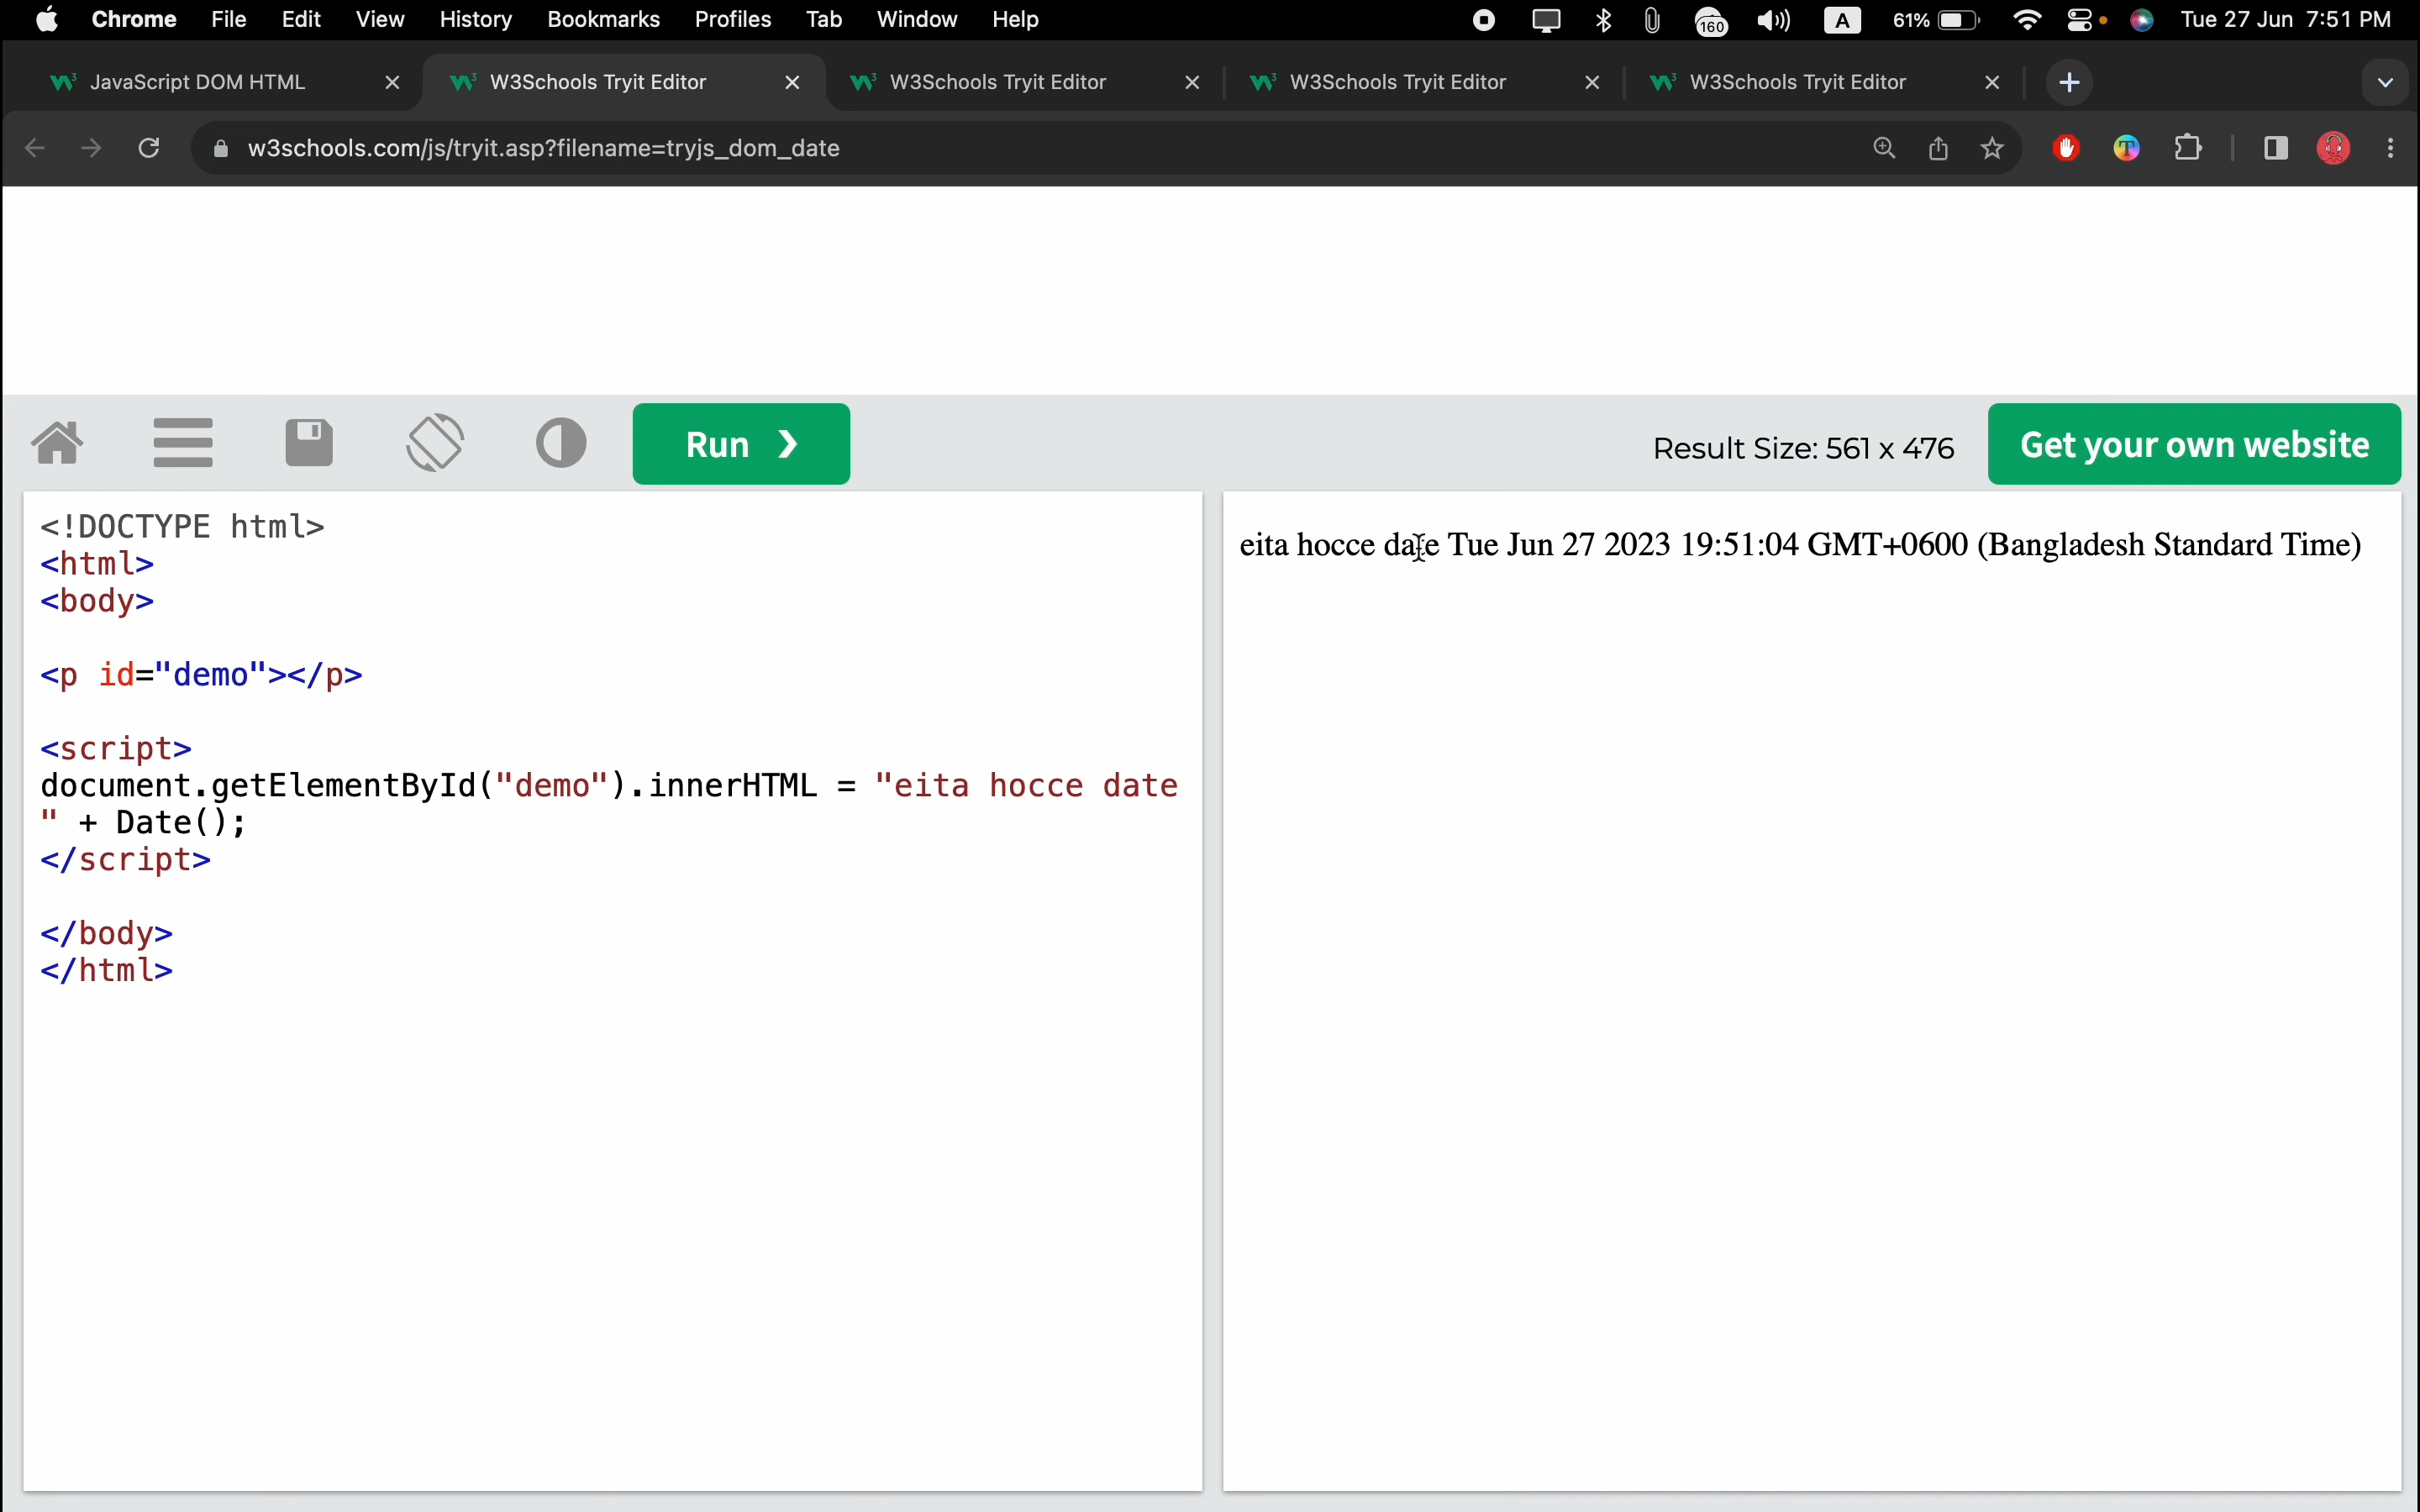 Chrome File Edit View History Bookmarks Profiles Tab Window Help 160 A 61% Tue 27 Jun 7:51 PM
JavaScript DOM HTML W3Schools Tryit Editor W3Schools Tryit Editor W3Schools Tryit Editor W3Schools Tryit Editor
w3schools.com/js/tryit.asp?filename=tryjs_dom_date
Run ❯ Result Size: 561 x 476 Get your own website
<!DOCTYPE html>
<html>
<body>
<p id="demo"></p>
<script>
document.getElementById("demo").innerHTML = "eita hocce date
" + Date();
</script>
</body>
</html>
eita hocce date Tue Jun 27 2023 19:51:04 GMT+0600 (Bangladesh Standard Time)